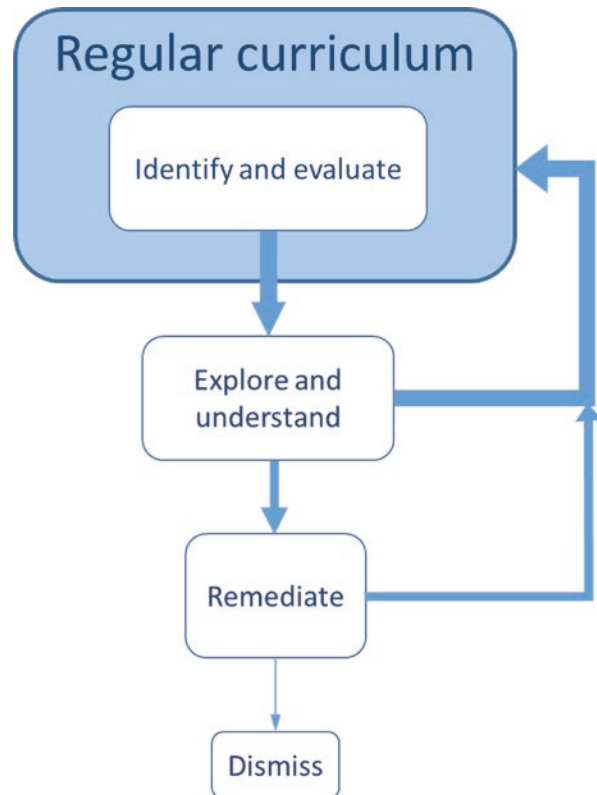 Regular curriculum
Identify and evaluate
Explore and
understand
Remediate
Dismiss